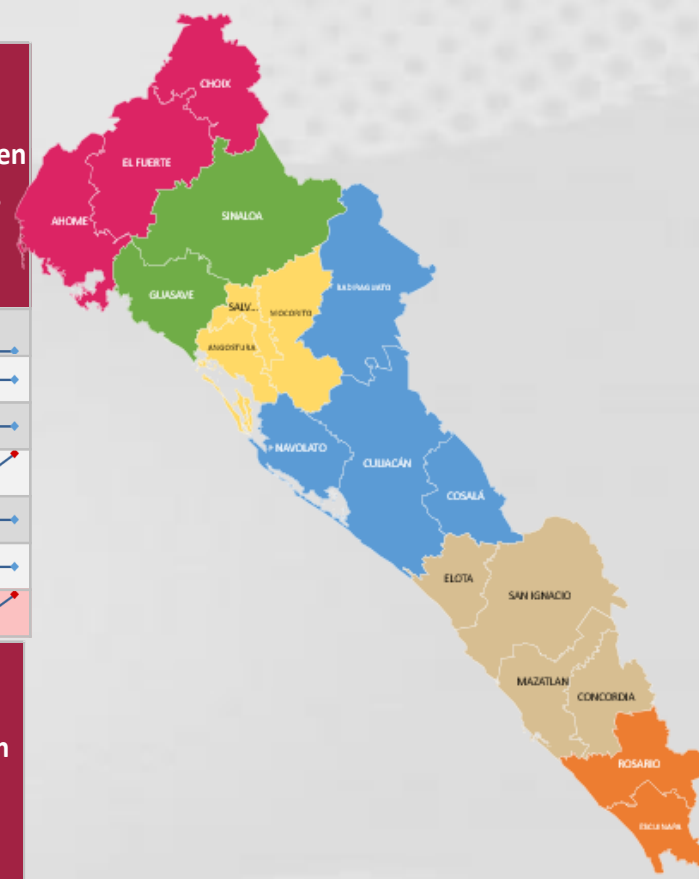 CHOIX
en
EL FUERTE
AHOME
SINALOA
BADIRAGUATO
GUASAVE
SALV...
MOCORITO
ANGOSTURA
NAVOLATO
CULIACÁN
COSALÁ
ELOTA
SAN IGNACIO
MAZATLAN
CONCORDIA
n
ROSARIO
ESCUINAPA